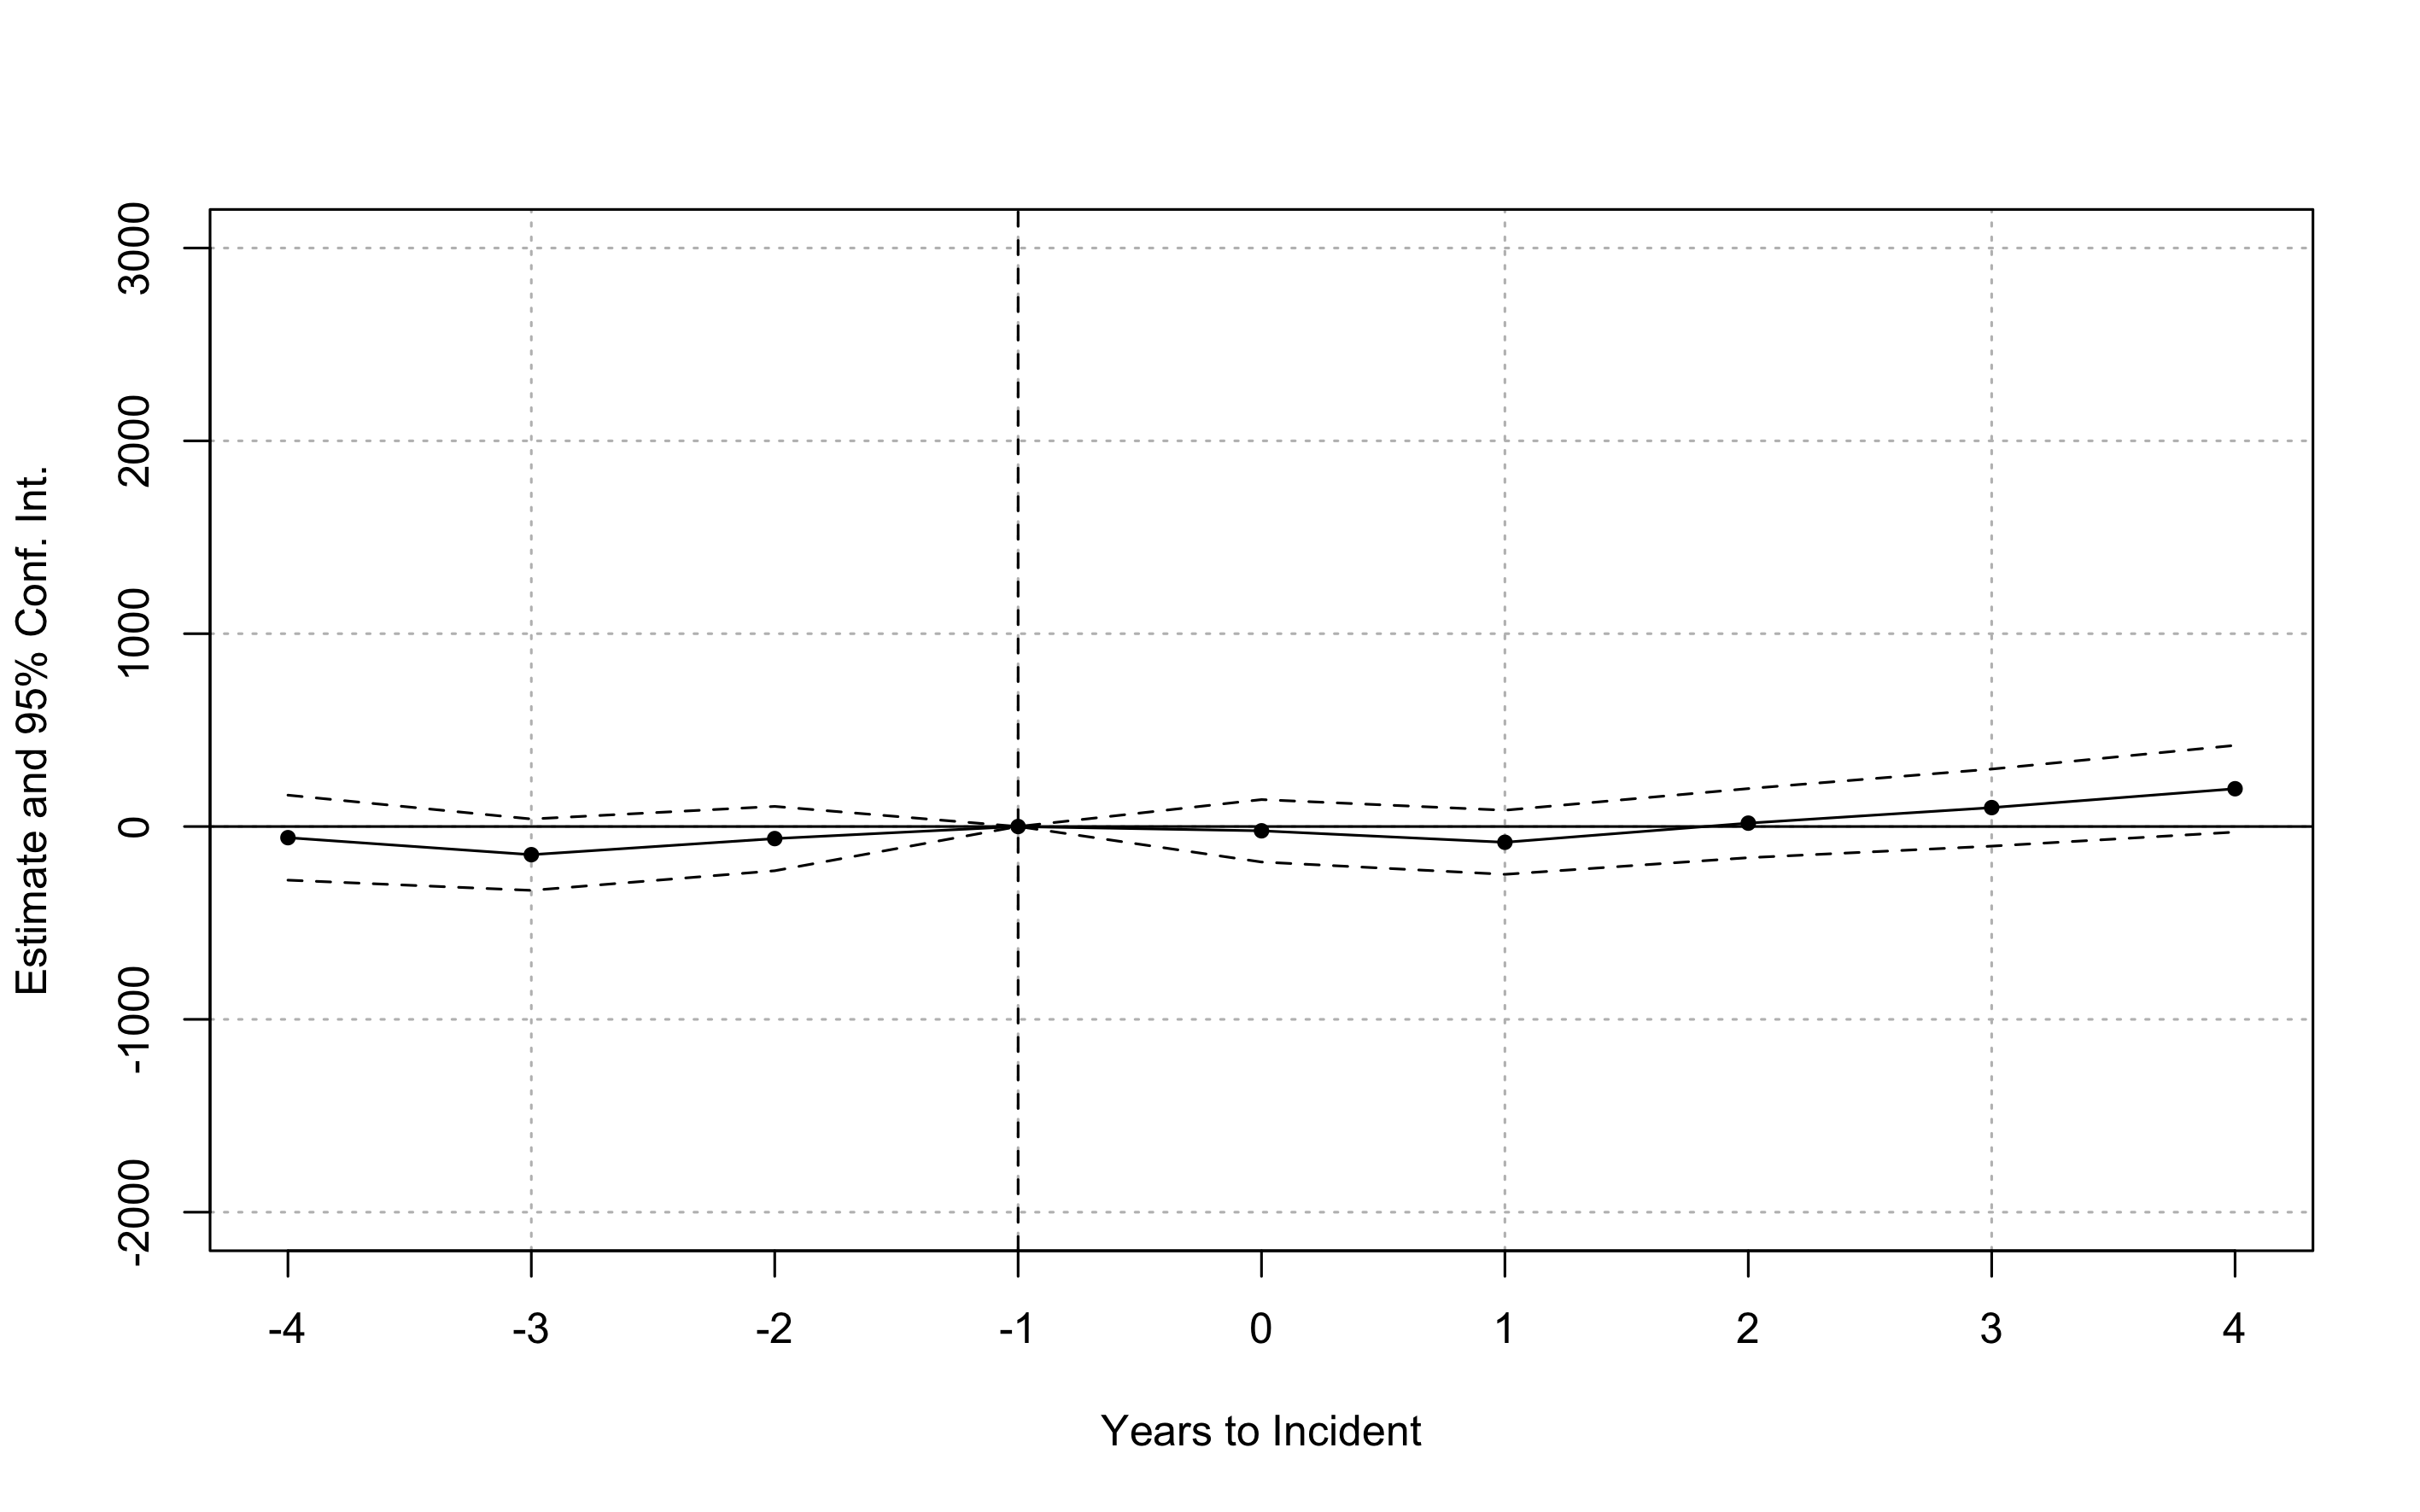 Estimate and 95% Conf. Int.
3000
2000
1000
0
-1000
-2000
-4 -3 -2 -1 0 1 2 3 4
Years to Incident